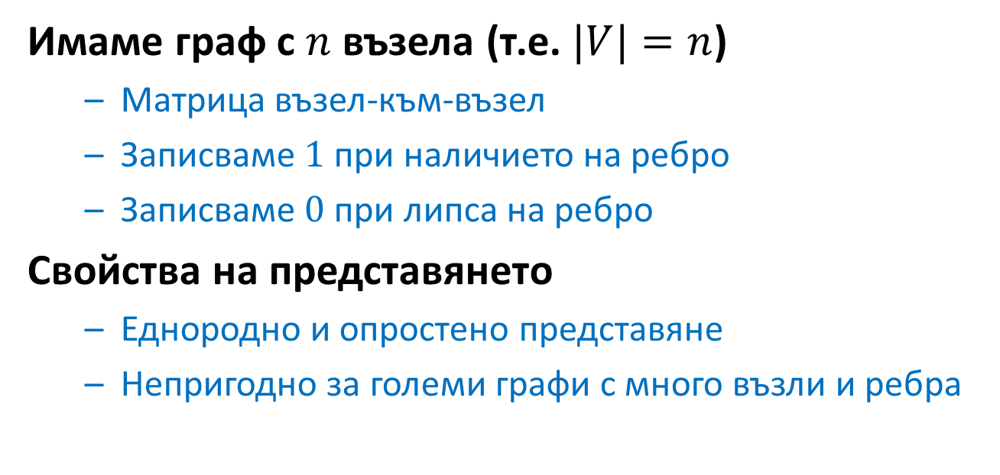 Имаме граф с n възела (т.е. |V| = n)
– Матрица възел-към-възел
– Записваме 1 при наличието на ребро
– Записваме 0 при липса на ребро
Свойства на представянето
– Еднородно и опростено представяне
– Непригодно за големи графи с много възли и ребра